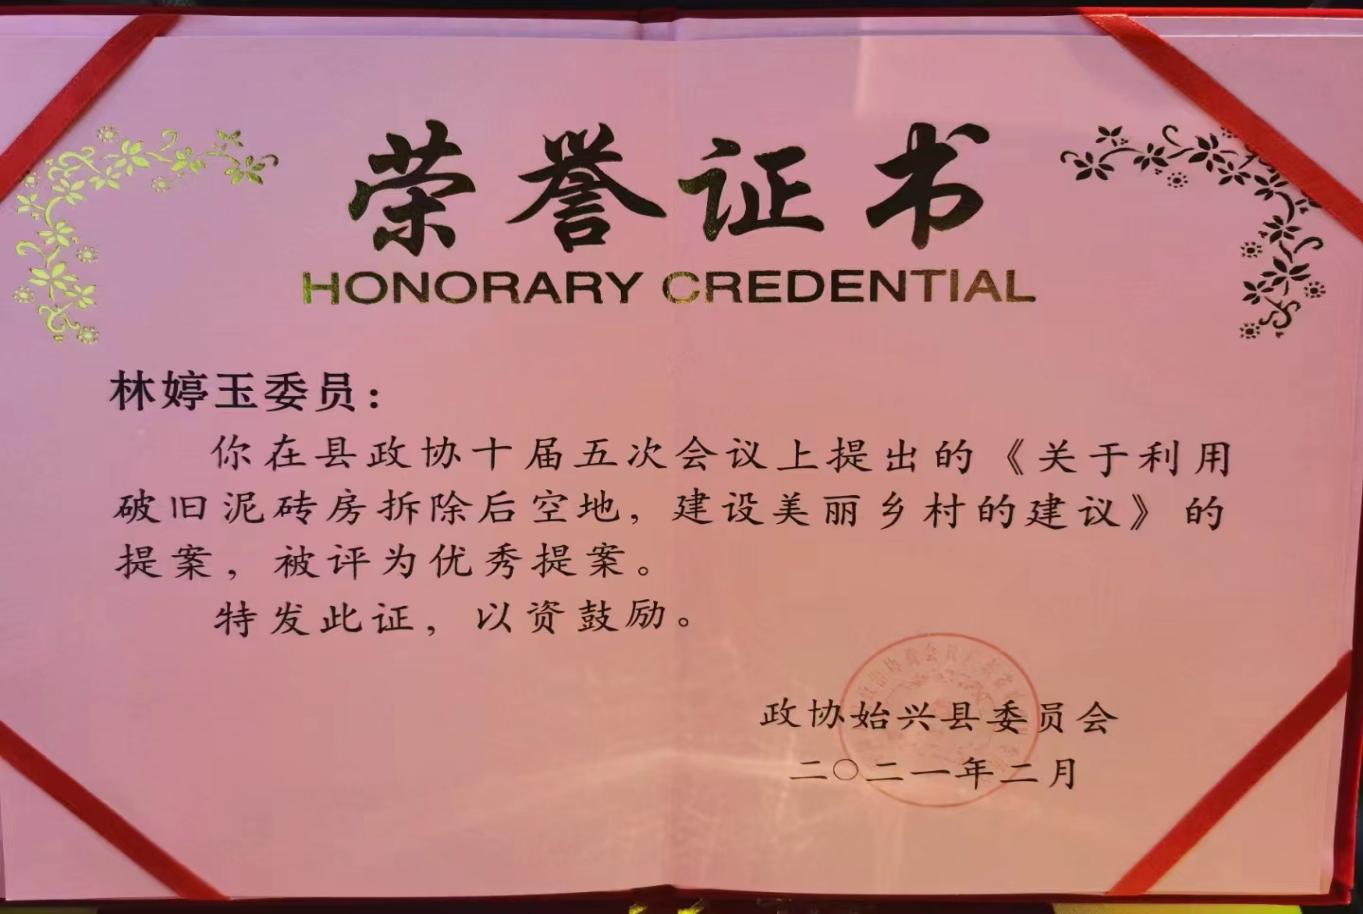 荣誉证书
HONORARY CREDENTIAL
林婷玉委员：
你在县政协十届五次会议上提出的《关于利用
破旧泥砖房拆除后空地，建设美丽乡村的建议》的
提案，被评为优秀提案。
特发此证，以资鼓励。
政协始兴县委员会
二〇二一年二月